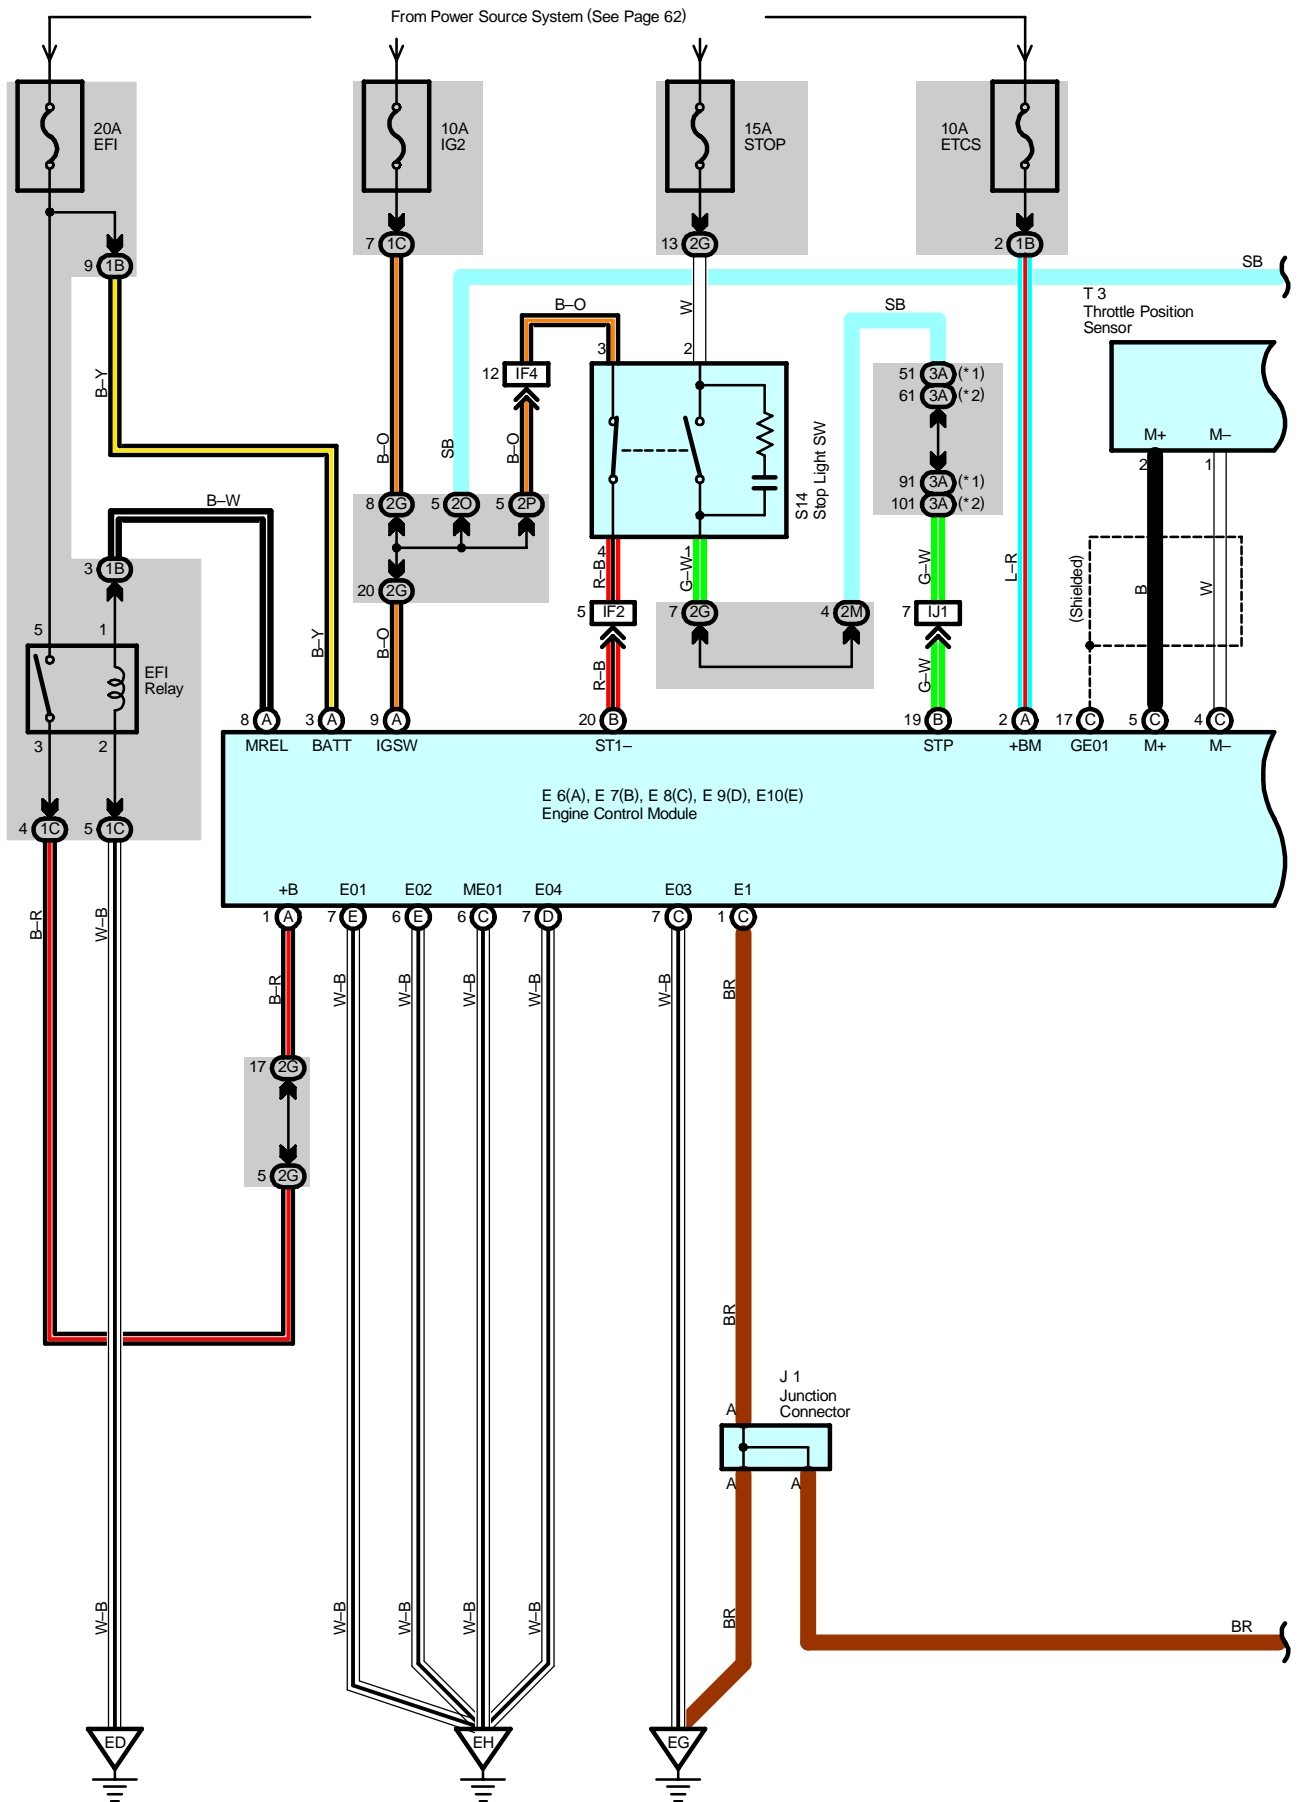 From Power Source System (See Page 62)
20A
EFI
10A
IG2
15A
STOP
10A
ETCS
7 1C
13 2G
2 1B
9 1B
SB
T 3
Throttle Position
Sensor
B–O
W
SB
3
2
12 IF4
51 3A (*1)
61 3A (*2)
B–Y
B–O
SB
B–O
M+
M–
2
1
91 3A (*1)
101 3A (*2)
B–W
8 2G
5 2O
5 2P
S14
Stop Light SW
4
1
3 1B
20 2G
R–B
G–W
G–W
L–R
(Shielded)
B
W
5 IF2
7 2G
4 2M
7 IJ1
5
1
EFI
Relay
B–Y
B–O
R–B
G–W
8 A
3 A
9 A
20 B
19 B
2 A
17 C
5 C
4 C
3
2
MREL
BATT
IGSW
ST1–
STP
+BM
GE01
M+
M–
E 6(A), E 7(B), E 8(C), E 9(D), E10(E)
Engine Control Module
4 1C
5 1C
+B
E01
E02
ME01
E04
E03
E1
1 A
7 E
6 E
6 C
7 D
7 C
1 C
B–R
W–B
B–R
W–B
W–B
W–B
W–B
W–B
BR
17 2G
5 2G
BR
J 1
Junction
Connector
A
A
A
W–B
W–B
W–B
W–B
W–B
W–B
BR
BR
ED
EH
EG